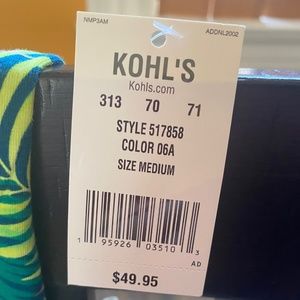 NMP3AM ADDNL2002
KOHL'S
Kohls.com
313 70 71
STYLE 517858
COLOR 06A
SIZE MEDIUM
1 95926 03510 3
AD
$49.95